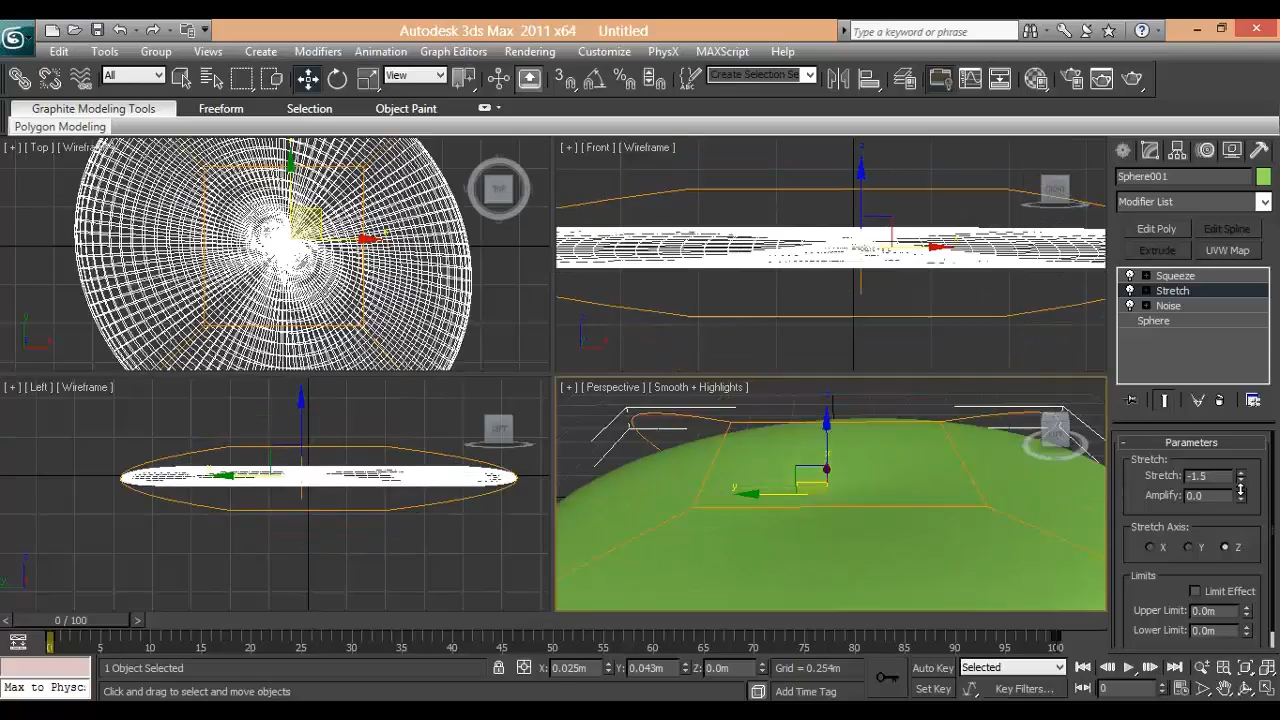 Autodesk 3ds Max 2011 x64 Untitled
Type a keyword or phrase
Edit Tools Group Views Create Modifiers Animation Graph Editors Rendering Customize PhysX MAXScript Help
All View Create Selection Se
Graphite Modeling Tools Freeform Selection Object Paint
Polygon Modeling
[ + ] [ Top ] [ Wirefra
TOP
[ + ] [ Front ] [ Wireframe ]
FRONT
Sphere001
Modifier List
Edit Poly Edit Spline
Extrude UVW Map
Squeeze
Stretch
Noise
Sphere
[ + ] [ Left ] [ Wireframe ]
LEFT
[ + ] [ Perspective ] [ Smooth + Highlights ]
Parameters
Stretch:
Stretch: -1.5
Amplify: 0.0
Stretch Axis:
X Y Z
Limits
Limit Effect
Upper Limit: 0.0m
Lower Limit: 0.0m
< 0 / 100 >
0 5 10 15 20 25 30 35 40 45 50 55 60 65 70 75 80 85 90 95 100
1 Object Selected X: 0.025m Y: 0.043m Z: 0.0m Grid = 0.254m Auto Key Selected
Max to Physc
Click and drag to select and move objects Add Time Tag Set Key Key Filters... 0